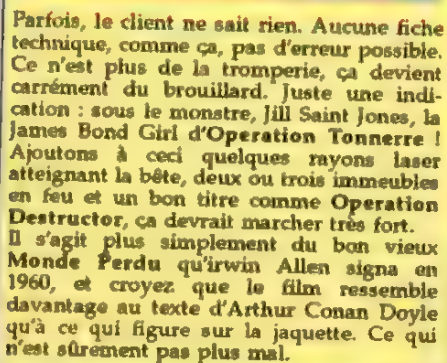 Parfois, le client ne sait rien. Aucune fiche
technique, comme ça, pas d'erreur possible.
Ce n'est plus de la tromperie, ça devient
carrément du brouillard. Juste une indi-
cation : sous le monstre, Jill Saint Jones, la
James Bond Girl d'Operation Tonnerre !
Ajoutons à ceci quelques rayons laser
atteignant la bête, deux ou trois immeubles
en feu et un bon titre comme Operation
Destructor, ça devrait marcher très fort.
Il s'agit plus simplement du bon vieux
Monde Perdu qu'irwin Allen signa en
1960, et croyez que le film ressemble
davantage au texte d'Arthur Conan Doyle
qu'à ce qui figure sur la jaquette. Ce qui
n'est sûrement pas plus mal.